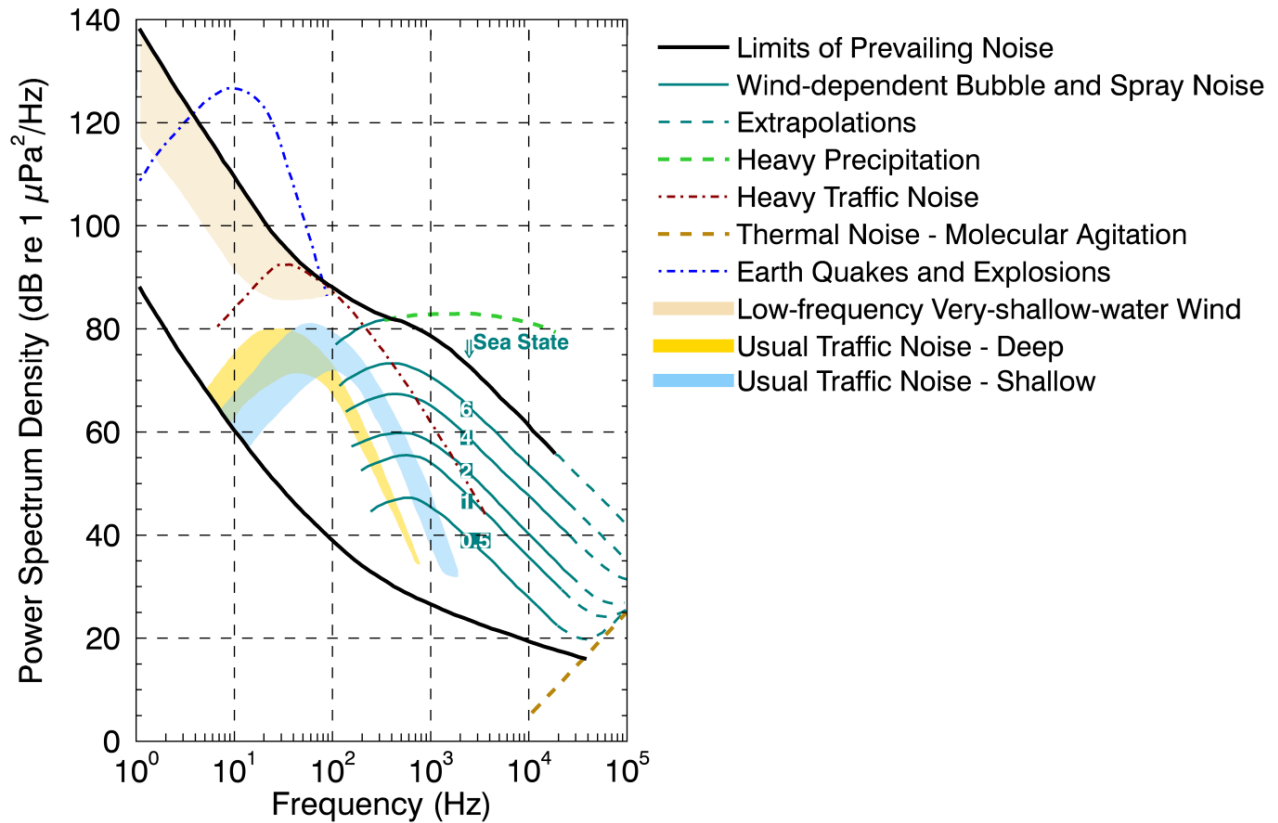 140
120
100
80
60
40
20
0
Power Spectrum Density (dB re 1 μPa²/Hz)
10⁰ 10¹ 10² 10³ 10⁴ 10⁵
Frequency (Hz)
⇓Sea State
6
4
2
1
0.5
Limits of Prevailing Noise
Wind-dependent Bubble and Spray Noise
Extrapolations
Heavy Precipitation
Heavy Traffic Noise
Thermal Noise - Molecular Agitation
Earth Quakes and Explosions
Low-frequency Very-shallow-water Wind
Usual Traffic Noise - Deep
Usual Traffic Noise - Shallow